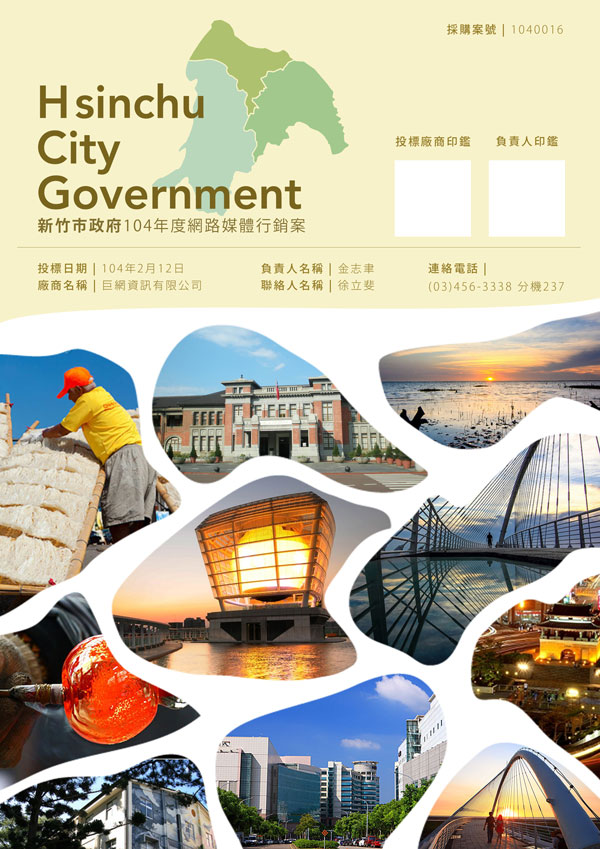 採購案號 | 1040016
Hsinchu
City
Government
新竹市政府104年度網路媒體行銷案
投標廠商印鑑
負責人印鑑
投標日期 | 104年2月12日
負責人名稱 | 金志聿
連絡電話 |
廠商名稱 | 巨網資訊有限公司
聯絡人名稱 | 徐立斐
(03)456-3338 分機237